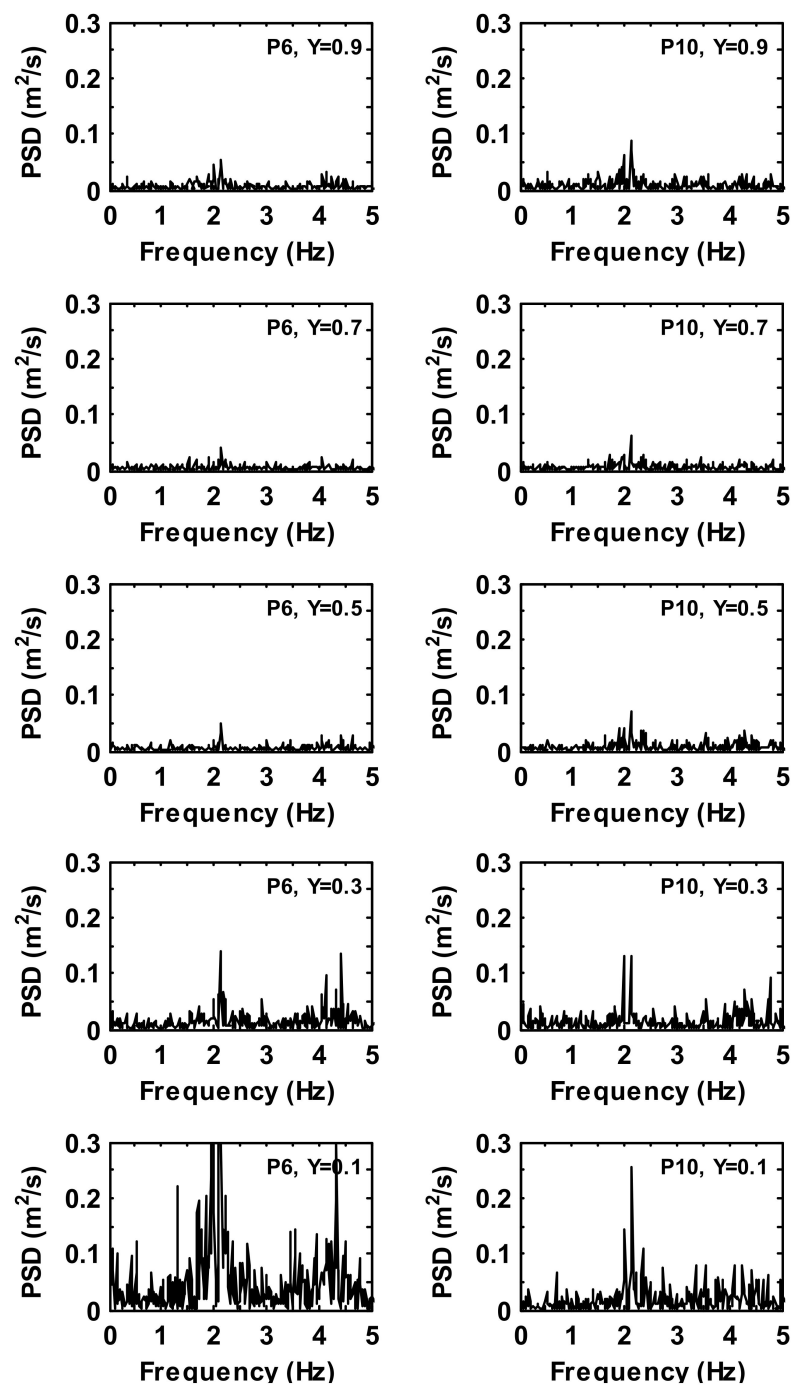 0.3
P6, Y=0.9
0.2
PSD (m²/s)
0.1
0
0 1 2 3 4 5
Frequency (Hz)
0.3
P10, Y=0.9
0.2
PSD (m²/s)
0.1
0
0 1 2 3 4 5
Frequency (Hz)
0.3
P6, Y=0.7
0.2
PSD (m²/s)
0.1
0
0 1 2 3 4 5
Frequency (Hz)
0.3
P10, Y=0.7
0.2
PSD (m²/s)
0.1
0
0 1 2 3 4 5
Frequency (Hz)
0.3
P6, Y=0.5
0.2
PSD (m²/s)
0.1
0
0 1 2 3 4 5
Frequency (Hz)
0.3
P10, Y=0.5
0.2
PSD (m²/s)
0.1
0
0 1 2 3 4 5
Frequency (Hz)
0.3
P6, Y=0.3
0.2
PSD (m²/s)
0.1
0
0 1 2 3 4 5
Frequency (Hz)
0.3
P10, Y=0.3
0.2
PSD (m²/s)
0.1
0
0 1 2 3 4 5
Frequency (Hz)
0.3
P6, Y=0.1
0.2
PSD (m²/s)
0.1
0
0 1 2 3 4 5
Frequency (Hz)
0.3
P10, Y=0.1
0.2
PSD (m²/s)
0.1
0
0 1 2 3 4 5
Frequency (Hz)